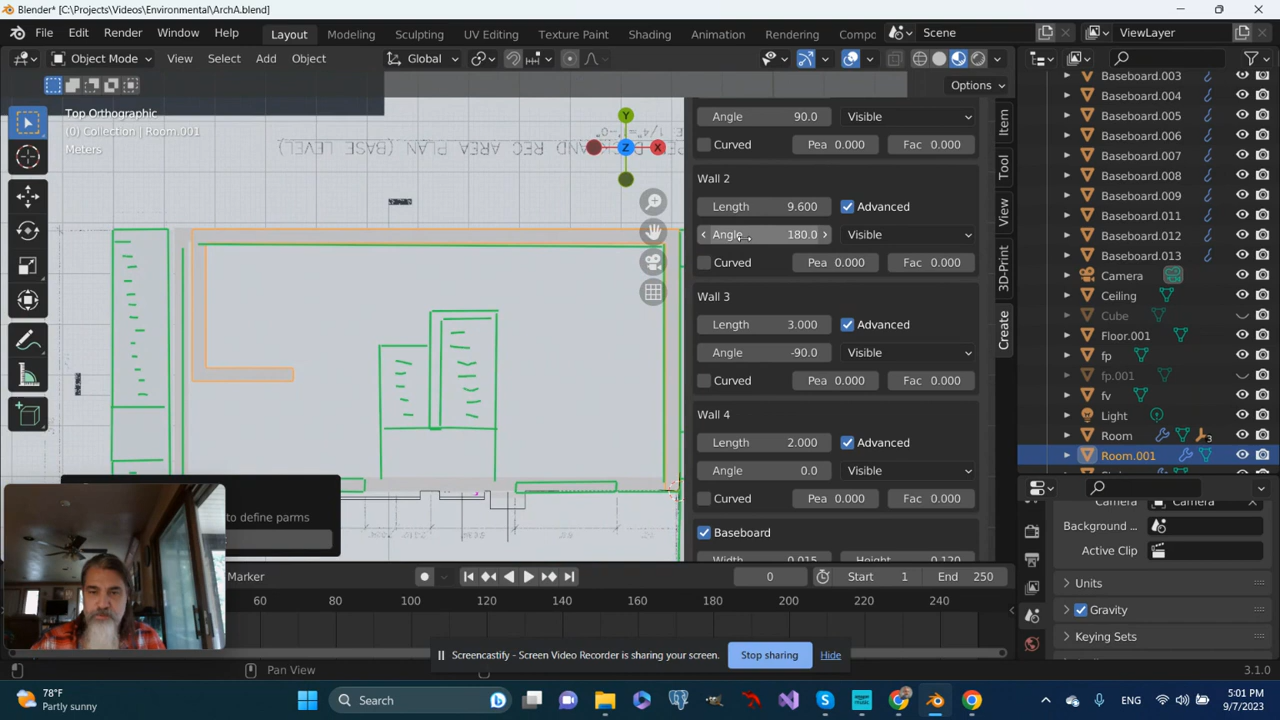 Blender* [C:\Projects\Videos\Environmental\ArchA.blend]
File Edit Render Window Help Layout Modeling Sculpting UV Editing Texture Paint Shading Animation Rendering Compc Scene ViewLayer
Object Mode View Select Add Object Global
Options
Top Orthographic
(0) Collection | Room.001
Meters
Y
Z
X
Angle 90.0 Visible
Curved Pea 0.000 Fac 0.000
Wall 2
Length 9.600 Advanced
Angle 180.0 Visible
Curved Pea 0.000 Fac 0.000
Wall 3
Length 3.000 Advanced
Angle -90.0 Visible
Curved Pea 0.000 Fac 0.000
Wall 4
Length 2.000 Advanced
Angle 0.0 Visible
Curved Pea 0.000 Fac 0.000
Baseboard
Width 0.015 Height 0.120
Item
Tool
View
3D-Print
Create
Baseboard.003
Baseboard.004
Baseboard.005
Baseboard.006
Baseboard.007
Baseboard.008
Baseboard.009
Baseboard.011
Baseboard.012
Baseboard.013
Camera
Ceiling
Cube
Floor.001
fp
fp.001
fv
Light
Room 3
Room.001
Camera Camera
Background ...
Active Clip
Units
Gravity
Keying Sets
to define parms
Marker 0 Start 1 End 250
60 80 100 120 140 160 180 200 220 240
Screencastify - Screen Video Recorder is sharing your screen. Stop sharing Hide
Pan View
3.1.0
78°F
Partly sunny
Search
ENG
5:01 PM
9/7/2023